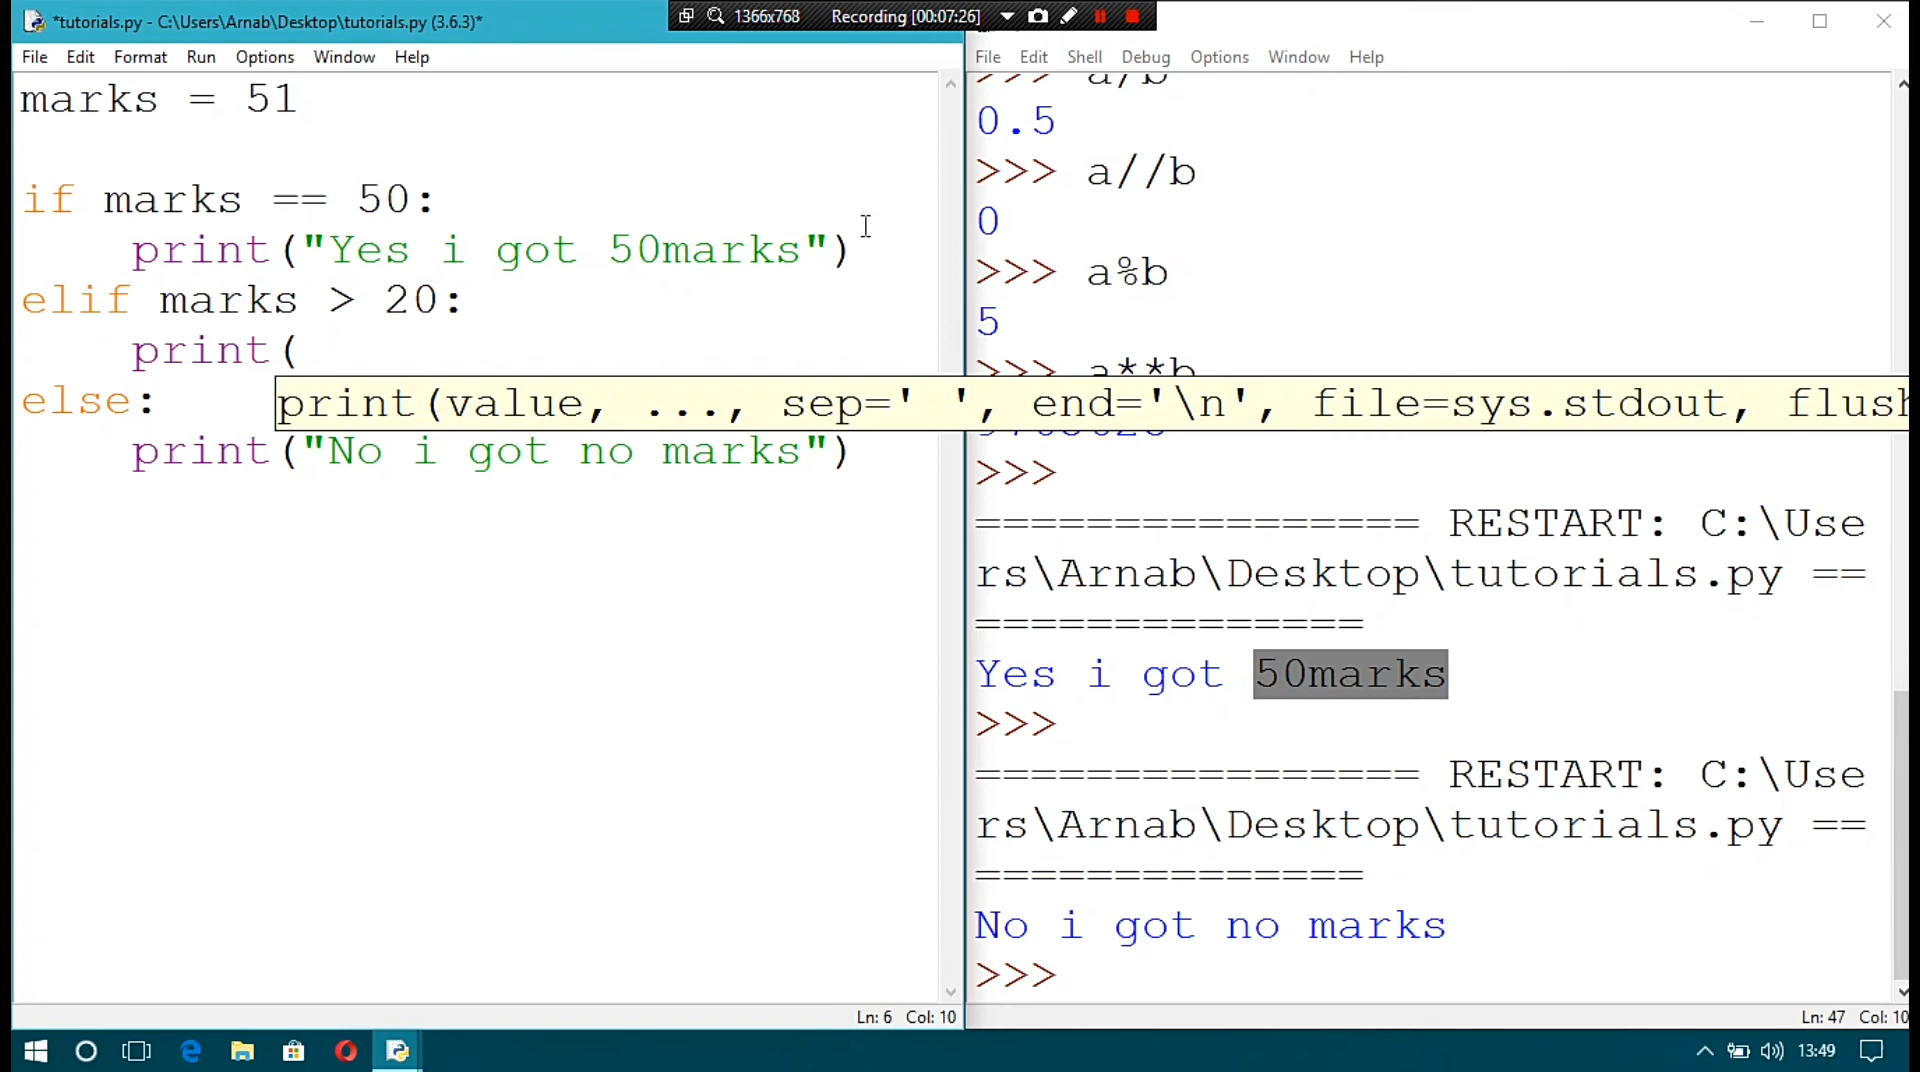 *tutorials.py - C:\Users\Arnab\Desktop\tutorials.py (3.6.3)*
1366x768 Recording [00:07:26]
File Edit Format Run Options Window Help
marks = 51
if marks == 50:
print("Yes i got 50marks")
elif marks > 20:
print(
else:
print(value, ..., sep=' ', end='\n', file=sys.stdout, flush
print("No i got no marks")
Ln: 6 Col: 10
File Edit Shell Debug Options Window Help
>>> a/b
0.5
>>> a//b
0
>>> a%b
5
>>> a**b
>>>
================ RESTART: C:\Use
rs\Arnab\Desktop\tutorials.py ==
==============
Yes i got 50marks
>>>
================ RESTART: C:\Use
rs\Arnab\Desktop\tutorials.py ==
==============
No i got no marks
>>>
Ln: 47 Col: 10
13:49